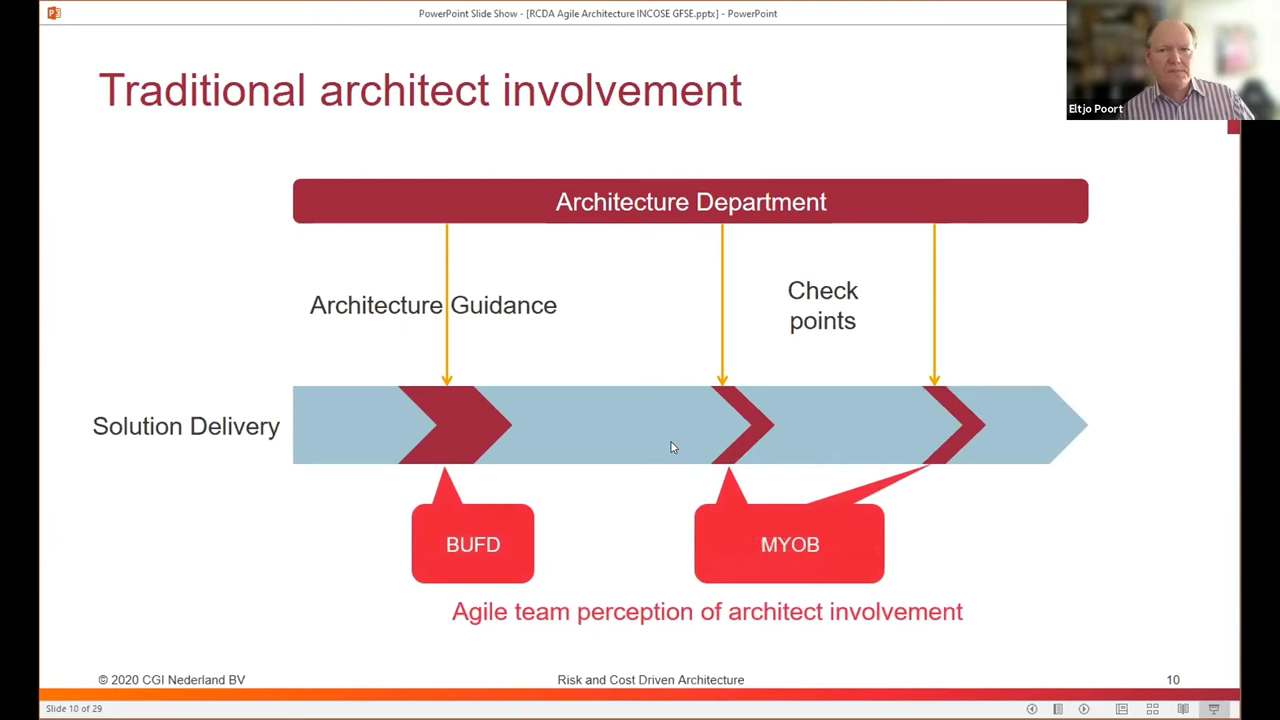 PowerPoint Slide Show - [RCDA Agile Architecture INCOSE GFSE.pptx] - PowerPoint
Traditional architect involvement
Eltjo Poort
Architecture Department
Architecture Guidance
Check
points
Solution Delivery
BUFD
MYOB
Agile team perception of architect involvement
© 2020 CGI Nederland BV
Risk and Cost Driven Architecture
10
Slide 10 of 29